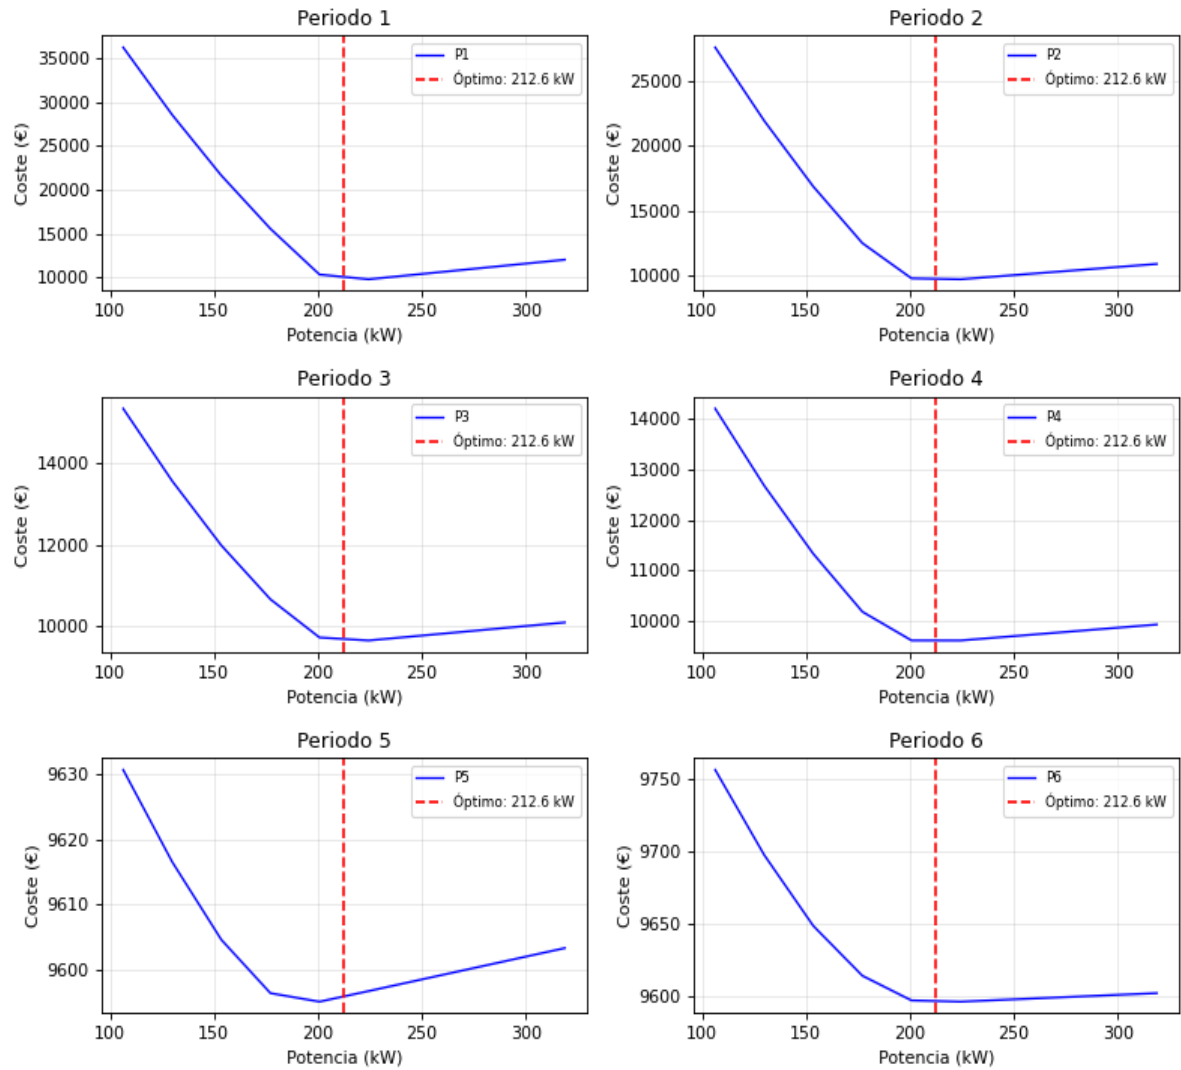 Periodo 1
Coste (€)
35000
30000
25000
20000
15000
10000
P1
Óptimo: 212.6 kW
100 150 200 250 300
Potencia (kW)
Periodo 2
Coste (€)
25000
20000
15000
10000
P2
Óptimo: 212.6 kW
100 150 200 250 300
Potencia (kW)
Periodo 3
Coste (€)
14000
12000
10000
P3
Óptimo: 212.6 kW
100 150 200 250 300
Potencia (kW)
Periodo 4
Coste (€)
14000
13000
12000
11000
10000
P4
Óptimo: 212.6 kW
100 150 200 250 300
Potencia (kW)
Periodo 5
Coste (€)
9630
9620
9610
9600
P5
Óptimo: 212.6 kW
100 150 200 250 300
Potencia (kW)
Periodo 6
Coste (€)
9750
9700
9650
9600
P6
Óptimo: 212.6 kW
100 150 200 250 300
Potencia (kW)